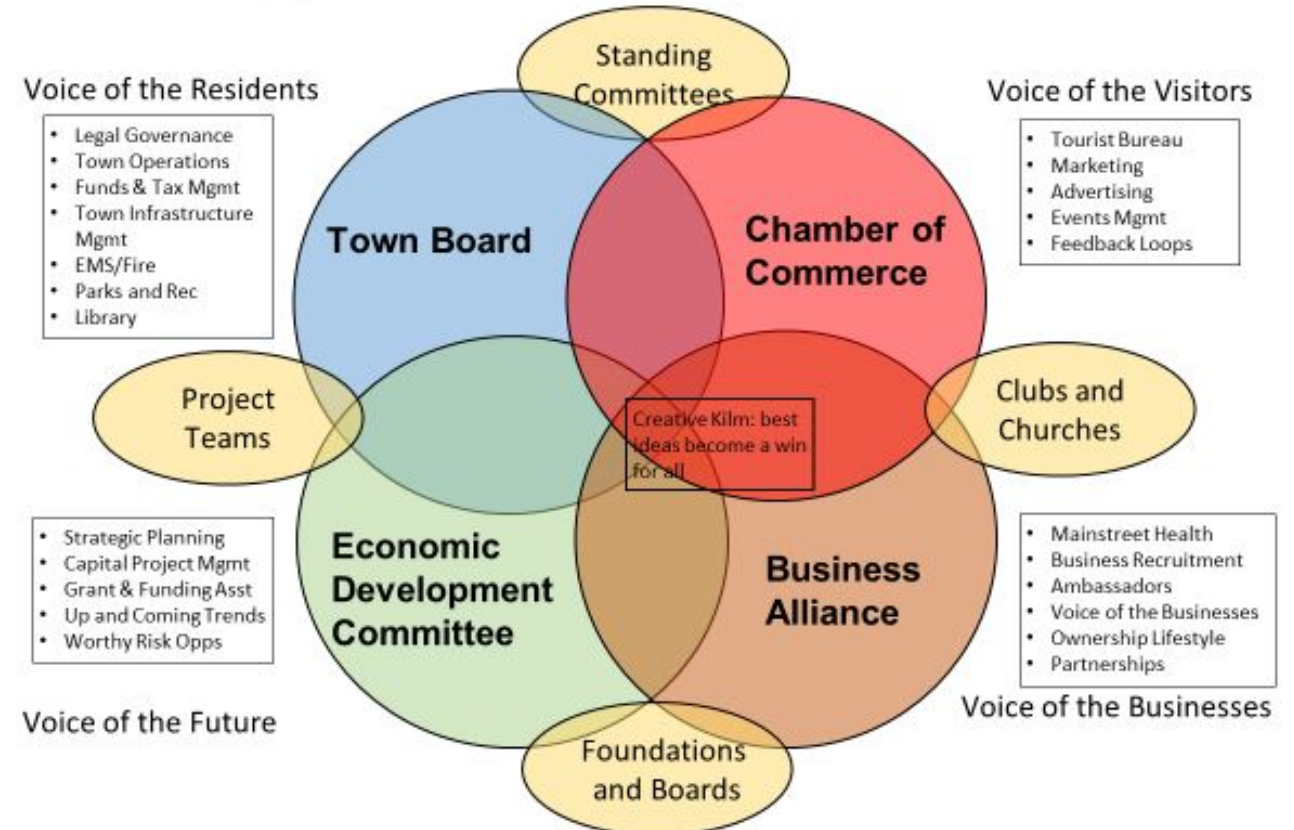 Standing
Committees
Voice of the Residents
• Legal Governance
• Town Operations
• Funds & Tax Mgmt
• Town Infrastructure
Mgmt
• EMS/Fire
• Parks and Rec
• Library
Voice of the Visitors
• Tourist Bureau
• Marketing
• Advertising
• Events Mgmt
• Feedback Loops
Town Board
Chamber of
Commerce
Project
Teams
Creative Kilm: best
ideas become a win
for all
Clubs and
Churches
• Strategic Planning
• Capital Project Mgmt
• Grant & Funding Asst
• Up and Coming Trends
• Worthy Risk Opps
Voice of the Future
Economic
Development
Committee
Business
Alliance
• Mainstreet Health
• Business Recruitment
• Ambassadors
• Voice of the Businesses
• Ownership Lifestyle
• Partnerships
Voice of the Businesses
Foundations
and Boards